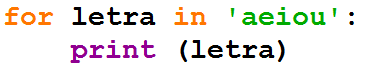 for letra in 'aeiou':
    print (letra)